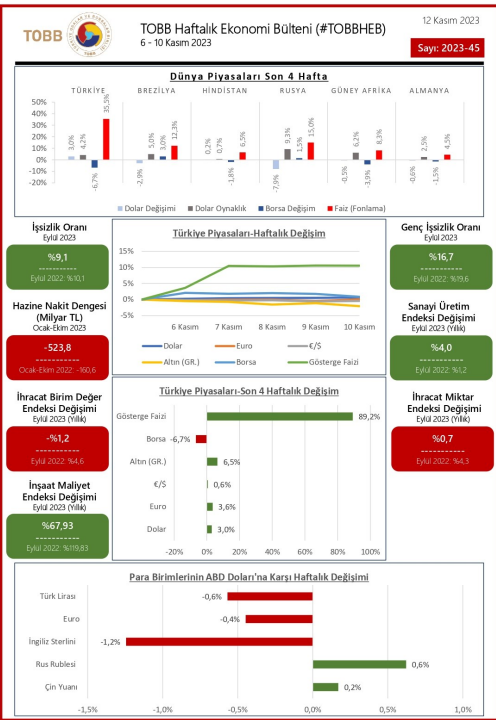 TOBB
TOBB Haftalık Ekonomi Bülteni (#TOBBHEB)
6 - 10 Kasım 2023
12 Kasım 2023
Sayı: 2023-45
Dünya Piyasaları Son 4 Hafta
TÜRKİYE BREZİLYA HİNDİSTAN RUSYA GÜNEY AFRİKA ALMANYA
50%
40%
30%
20%
10%
0%
-10%
-20%
3,0% 4,2% -6,7% 35,5%
-2,9% 5,0% 3,0% 12,3%
0,2% 0,7% -1,8% 6,5%
-7,9% 9,3% 1,5% 15,0%
-0,5% 6,2% -3,9% 8,3%
-0,6% 2,5% -1,5% 4,5%
Dolar Değişimi Dolar Oynaklık Borsa Değişim Faiz (Fonlama)
İşsizlik Oranı
Eylül 2023
%9,1
-----------
Eylül 2022: %10,1
Hazine Nakit Dengesi
(Milyar TL)
Ocak-Ekim 2023
-523,8
-----------
Ocak-Ekim 2022: -160,6
İhracat Birim Değer
Endeksi Değişimi
Eylül 2023 (Yıllık)
-%1,2
-----------
Eylül 2022: %4,6
İnşaat Maliyet
Endeksi Değişimi
Eylül 2023 (Yıllık)
%67,93
-----------
Eylül 2022: %119,83
Türkiye Piyasaları-Haftalık Değişim
15%
10%
5%
0%
-5%
6 Kasım 7 Kasım 8 Kasım 9 Kasım 10 Kasım
Dolar Euro €/$
Altın (GR.) Borsa Gösterge Faizi
Türkiye Piyasaları-Son 4 Haftalık Değişim
Gösterge Faizi 89,2%
Borsa -6,7%
Altın (GR.) 6,5%
€/$ 0,6%
Euro 3,6%
Dolar 3,0%
-20% 0% 20% 40% 60% 80% 100%
Genç İşsizlik Oranı
Eylül 2023
%16,7
-----------
Eylül 2022: %19,6
Sanayi Üretim
Endeksi Değişimi
Eylül 2023 (Yıllık)
%4,0
-----------
Eylül 2022: %1,2
İhracat Miktar
Endeksi Değişimi
Eylül 2023 (Yıllık)
%0,7
-----------
Eylül 2022: %4,3
Para Birimlerinin ABD Doları'na Karşı Haftalık Değişimi
Türk Lirası -0,6%
Euro -0,4%
İngiliz Sterlini -1,2%
Rus Rublesi 0,6%
Çin Yuanı 0,2%
-1,5% -1,0% -0,5% 0,0% 0,5% 1,0%